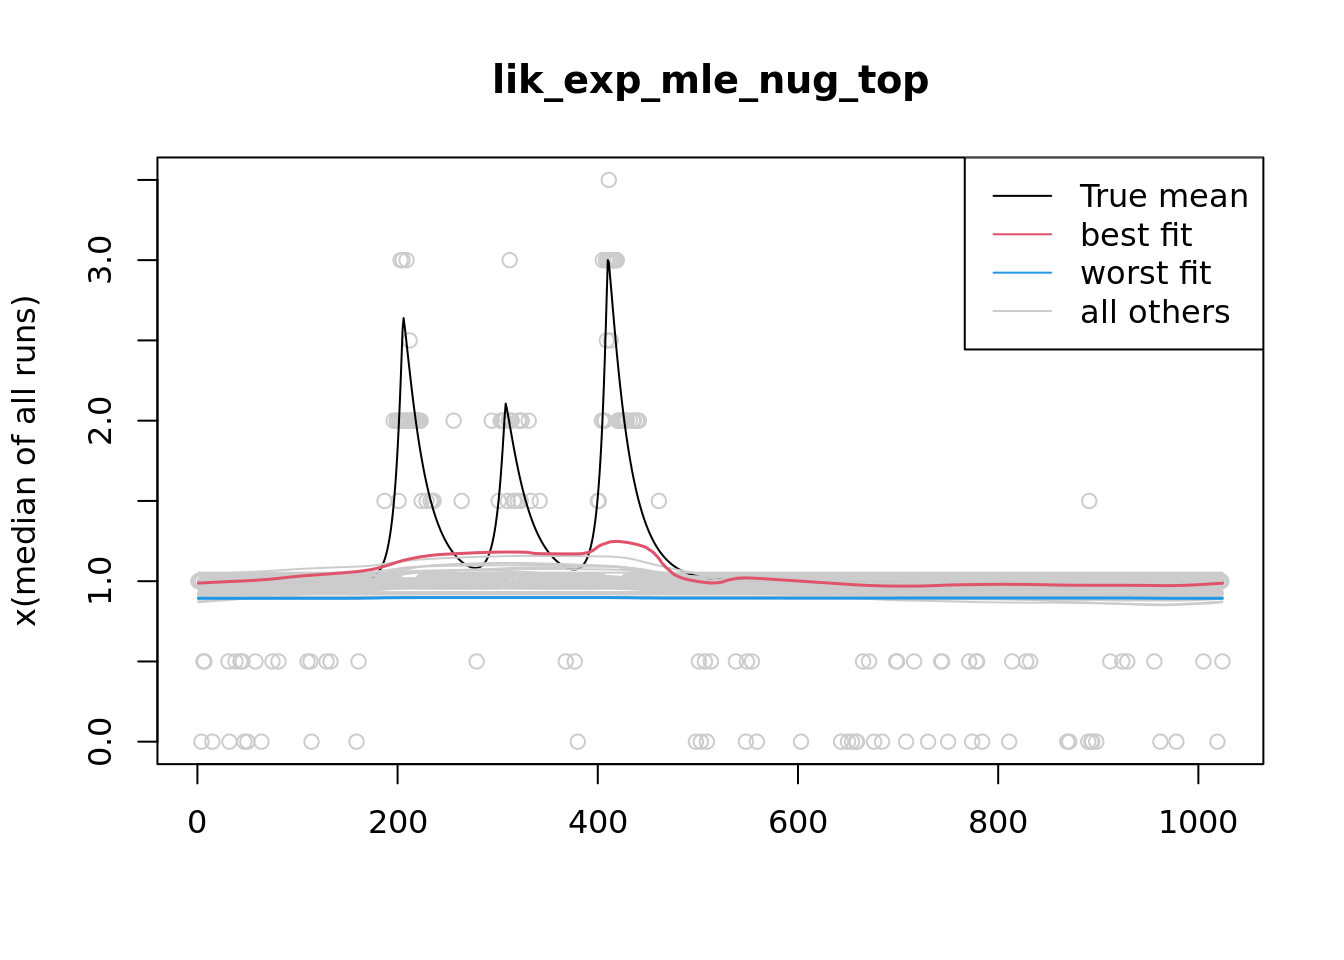 lik_exp_mle_nug_top
True mean
best fit
worst fit
all others
x(median of all runs)
3.0
2.0
1.0
0.0
0 200 400 600 800 1000